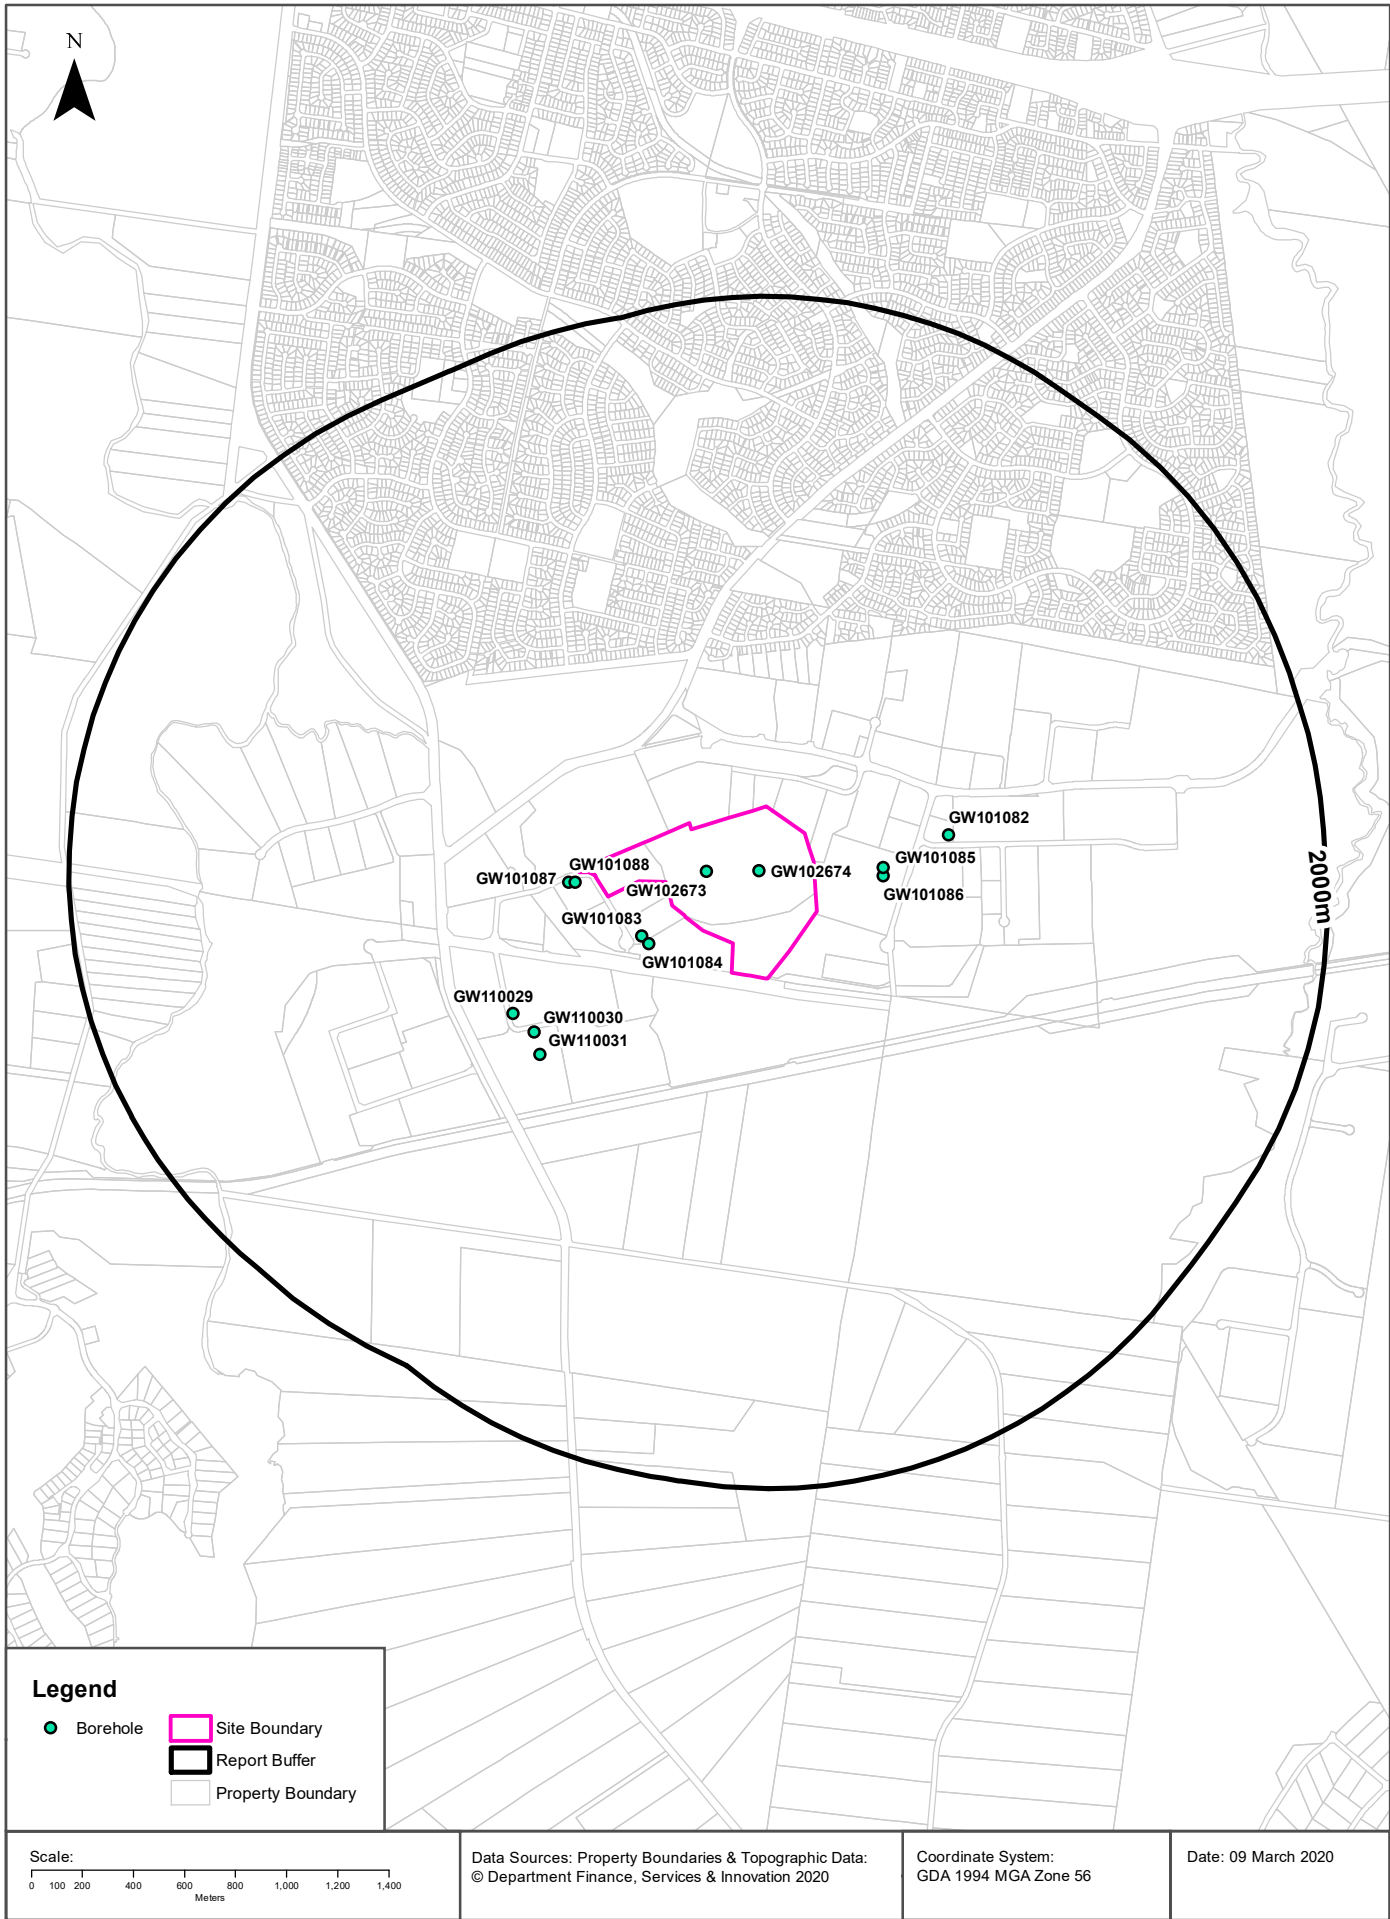 N
GW101082
GW101085
GW101086
GW102674
GW102673
GW101088
GW101087
GW101083
GW101084
GW110029
GW110030
GW110031
2000m
Legend
Borehole
Site Boundary
Report Buffer
Property Boundary
Scale:
0 100 200 400 600 800 1,000 1,200 1,400
Meters
Data Sources: Property Boundaries & Topographic Data:
© Department Finance, Services & Innovation 2020
Coordinate System:
GDA 1994 MGA Zone 56
Date: 09 March 2020